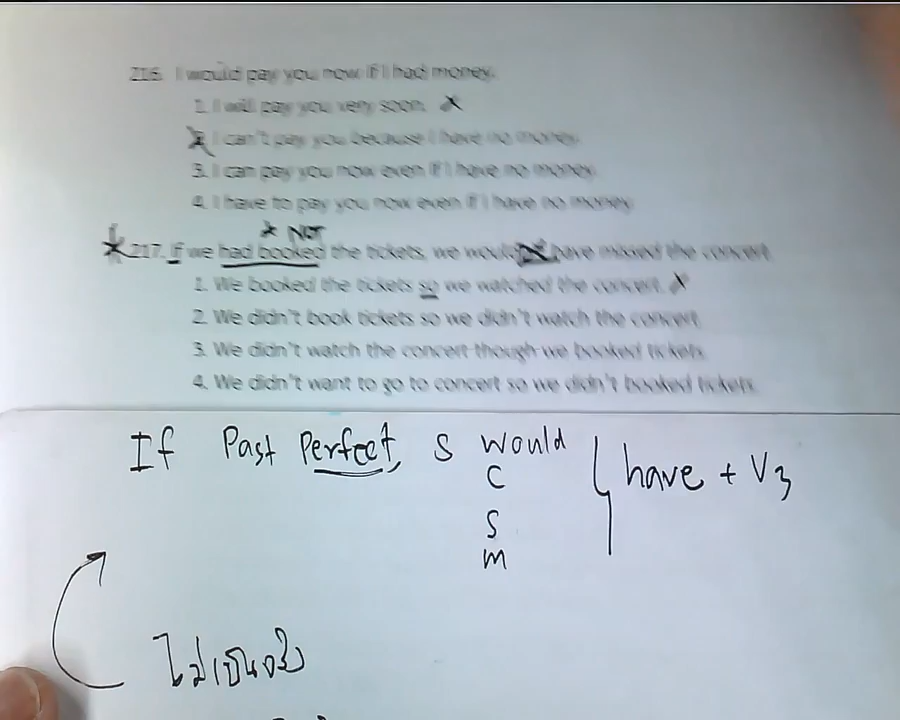 216. I would pay you now if I had money.
1. I will pay you very soon. x
2. I can't pay you because I have no money.
3. I can pay you now even if I have no money.
4. I have to pay you now even if I have no money
* NOT
217. If we had booked the tickets, we would have missed the concert
1. We booked the tickets so we watched the concert. x
2. We didn't book tickets so we didn't watch the concert
3. We didn't watch the concert though we booked tickets
4. We didn't want to go to concert so we didn't booked tickets.
If Past Perfect, S would have + V3
C
S
m
ไม่เป็นจริง